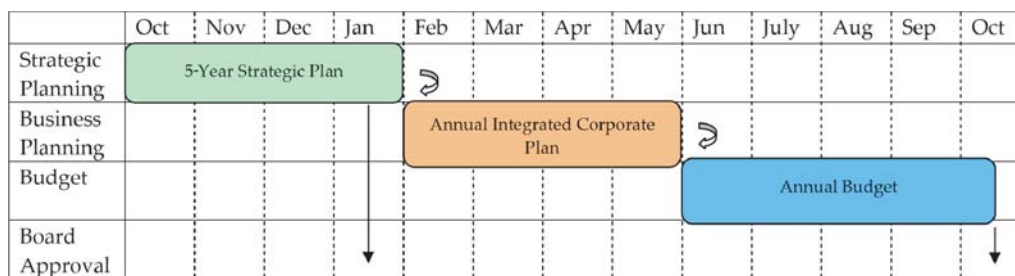 Oct Nov Dec Jan Feb Mar Apr May Jun July Aug Sep Oct
Strategic
Planning
5-Year Strategic Plan
Business
Planning
Annual Integrated Corporate
Plan
Budget
Annual Budget
Board
Approval